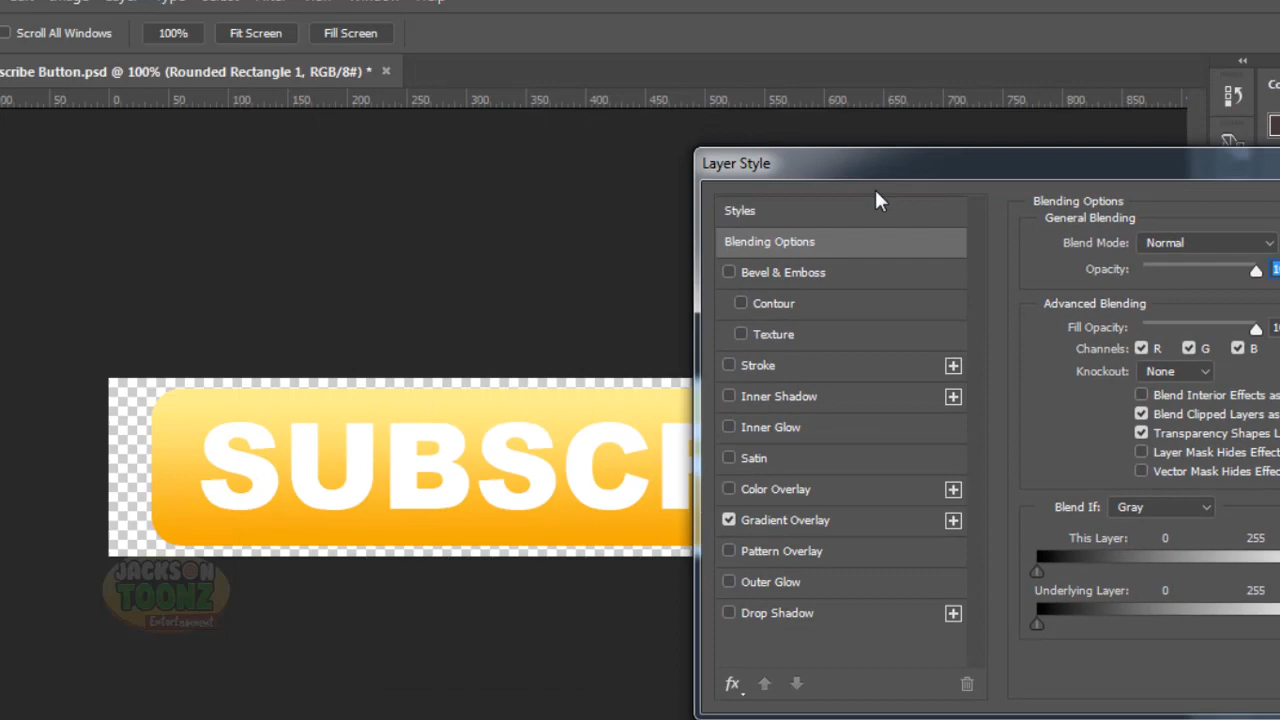 Scroll All Windows
100%
Fit Screen
Fill Screen
scribe Button.psd @ 100% (Rounded Rectangle 1, RGB/8#) *
00 50 0 50 100 150 200 250 300 350 400 450 500 550 600 650 700 750 800 850
Layer Style
Styles
Blending Options
Bevel & Emboss
Contour
Texture
Stroke
Inner Shadow
Inner Glow
Satin
Color Overlay
Gradient Overlay
Pattern Overlay
Outer Glow
Drop Shadow
fx
Blending Options
General Blending
Blend Mode: Normal
Opacity:
Advanced Blending
Fill Opacity: 10
Channels: R G B
Knockout: None
Blend Interior Effects as
Blend Clipped Layers as
Transparency Shapes L
Layer Mask Hides Effec
Vector Mask Hides Effec
Blend If: Gray
This Layer: 0 255
Underlying Layer: 0 255
SUBSCI
JACKSON
TOONZ
Entertainment